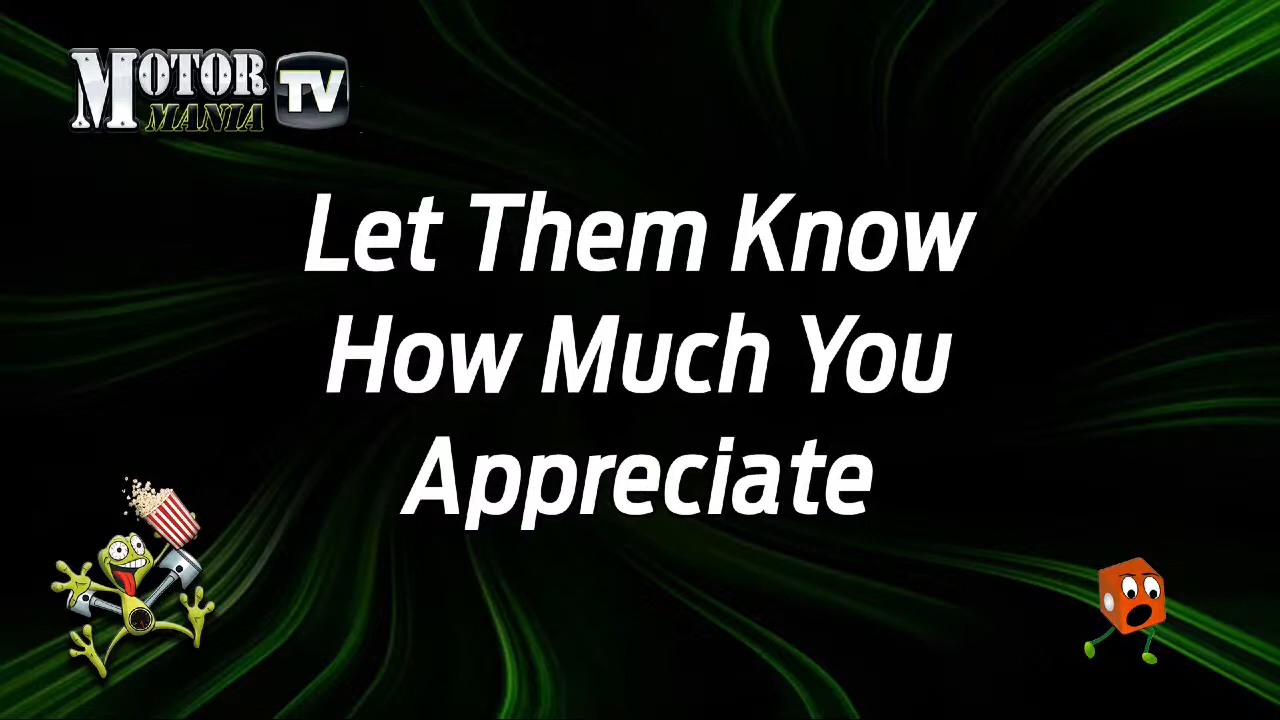 MOTOR
MANIA
TV
Let Them Know
How Much You
Appreciate